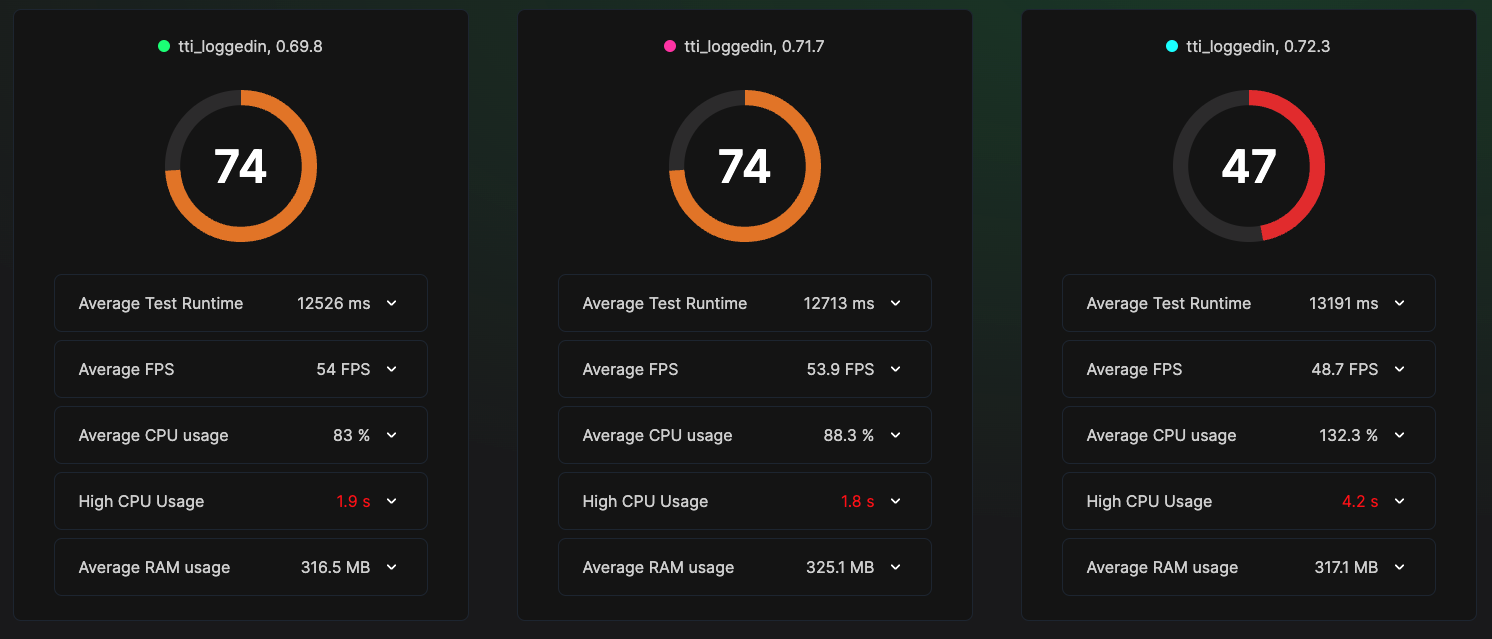 tti_loggedin, 0.69.8
74
Average Test Runtime 12526 ms
Average FPS 54 FPS
Average CPU usage 83 %
High CPU Usage 1.9 s
Average RAM usage 316.5 MB
tti_loggedin, 0.71.7
74
Average Test Runtime 12713 ms
Average FPS 53.9 FPS
Average CPU usage 88.3 %
High CPU Usage 1.8 s
Average RAM usage 325.1 MB
tti_loggedin, 0.72.3
47
Average Test Runtime 13191 ms
Average FPS 48.7 FPS
Average CPU usage 132.3 %
High CPU Usage 4.2 s
Average RAM usage 317.1 MB